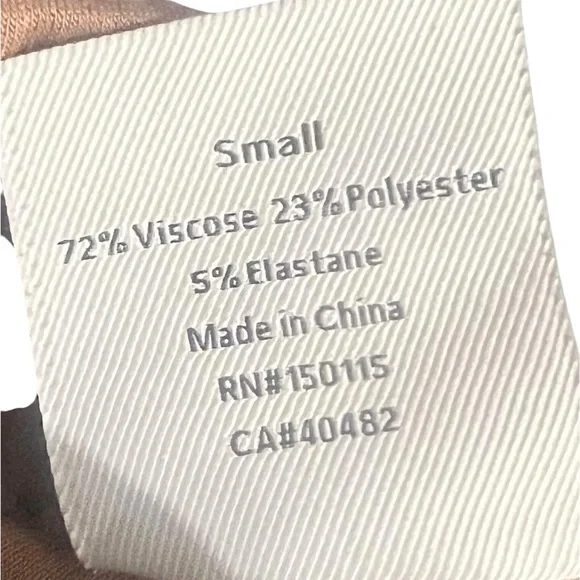 Small
72% Viscose 23% Polyester
5% Elastane
Made in China
RN#150115
CA#40482